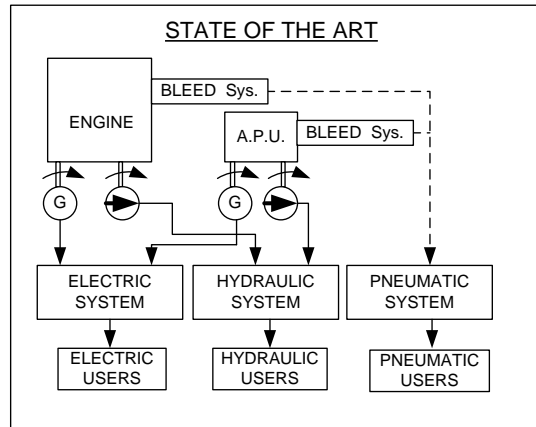 STATE OF THE ART
BLEED Sys.
ENGINE
A.P.U.
BLEED Sys.
G
G
ELECTRIC
SYSTEM
HYDRAULIC
SYSTEM
PNEUMATIC
SYSTEM
ELECTRIC
USERS
HYDRAULIC
USERS
PNEUMATIC
USERS